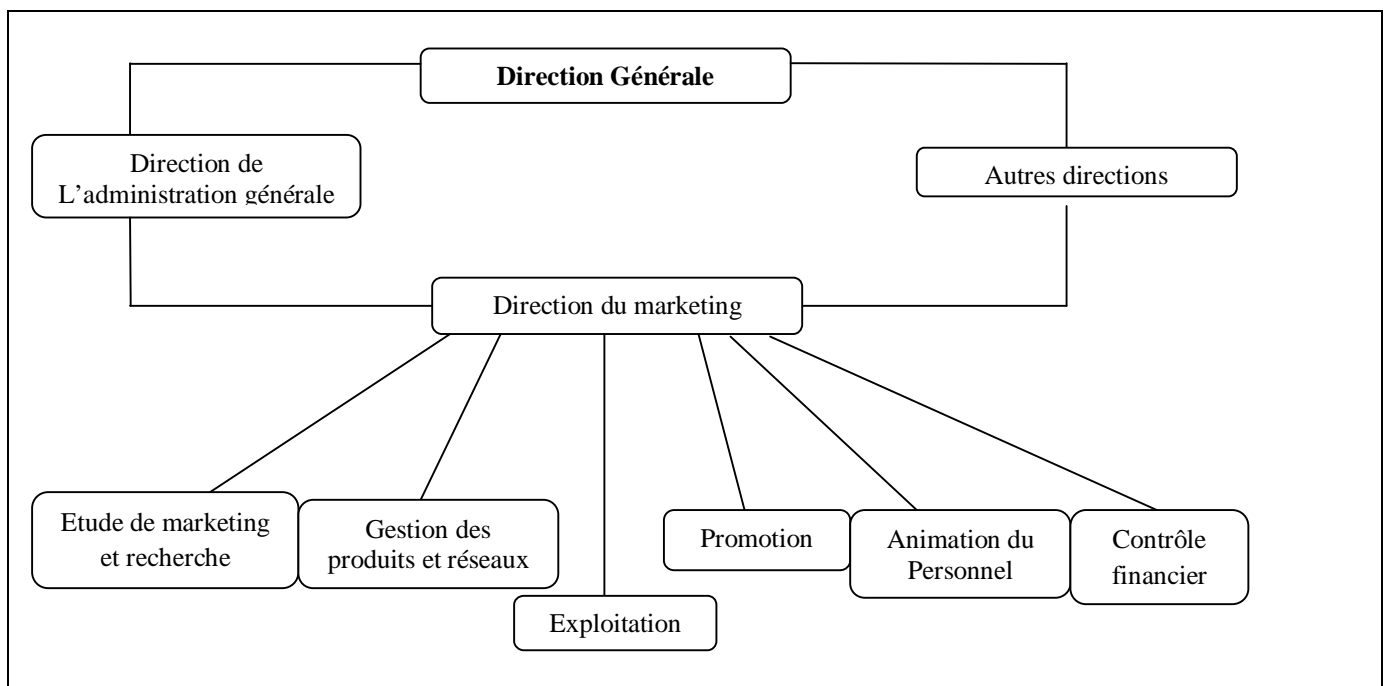 Direction Générale
Direction de
L’administration générale
Autres directions
Direction du marketing
Etude de marketing
et recherche
Gestion des
produits et réseaux
Exploitation
Promotion
Animation du
Personnel
Contrôle
financier